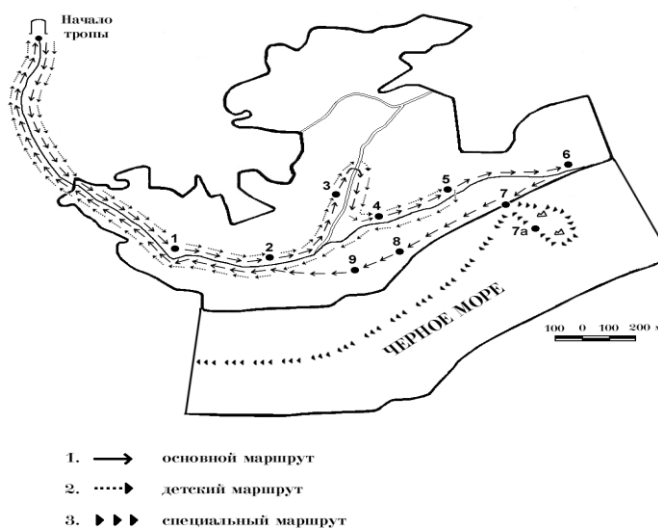 Начало
тропы
6
5
3
4
7
1
2
8
7а
9
ЧЕРНОЕ МОРЕ
100 0 100 200 м
1. основной маршрут
2. детский маршрут
3. специальный маршрут